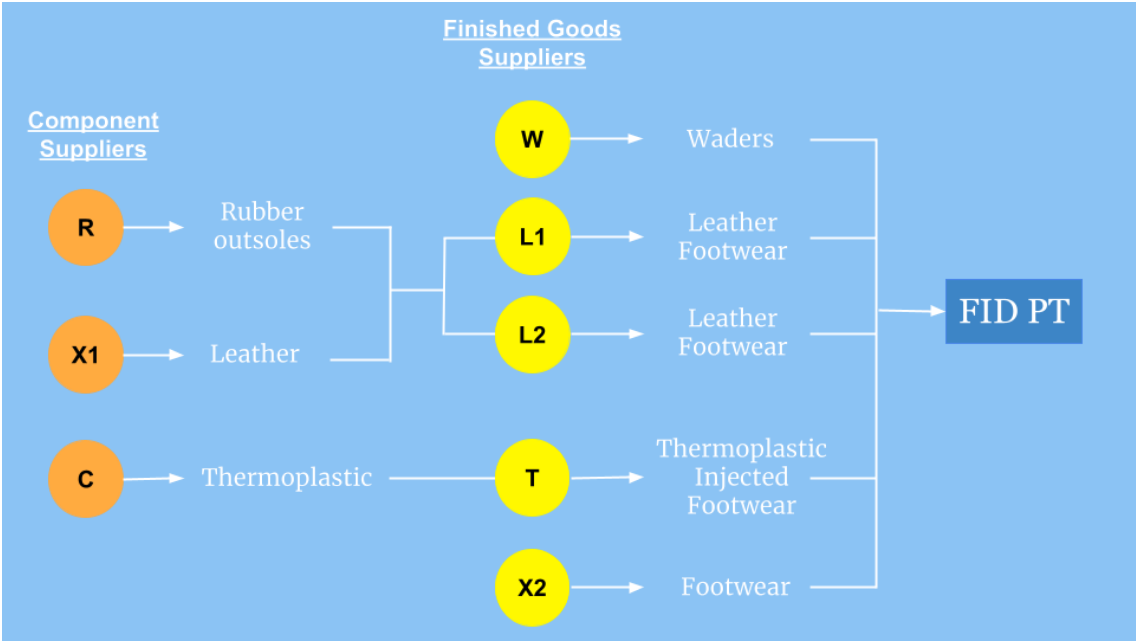 Finished Goods
Suppliers
Component
Suppliers
W
Waders
R
Rubber
outsoles
L1
Leather
Footwear
X1
Leather
L2
Leather
Footwear
FID PT
C
Thermoplastic
T
Thermoplastic
Injected
Footwear
X2
Footwear